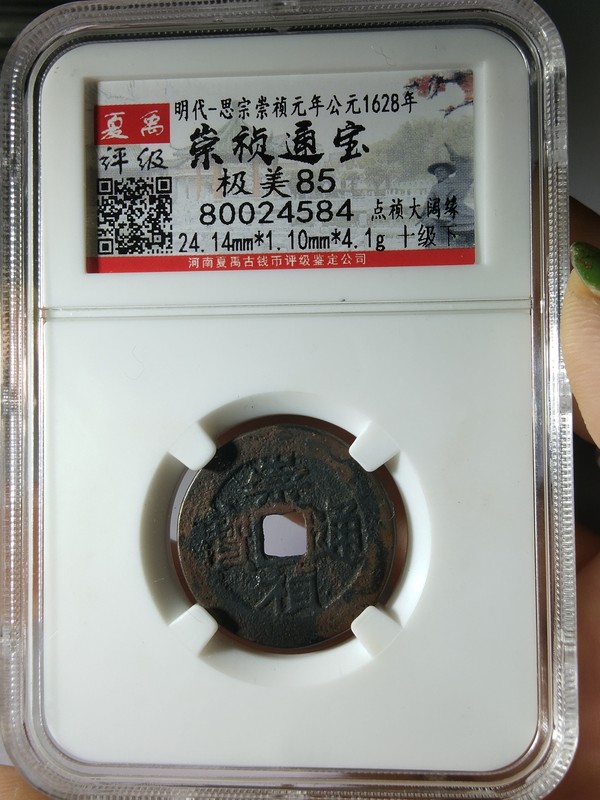 明代-思宗崇祯元年公元1628年
夏禹
评级
崇祯通宝
极美85
80024584 点祯大阔缘
24.14mm*1.10mm*4.1g 十级下
河南夏禹古钱币评级鉴定公司
崇
寳 通
祯